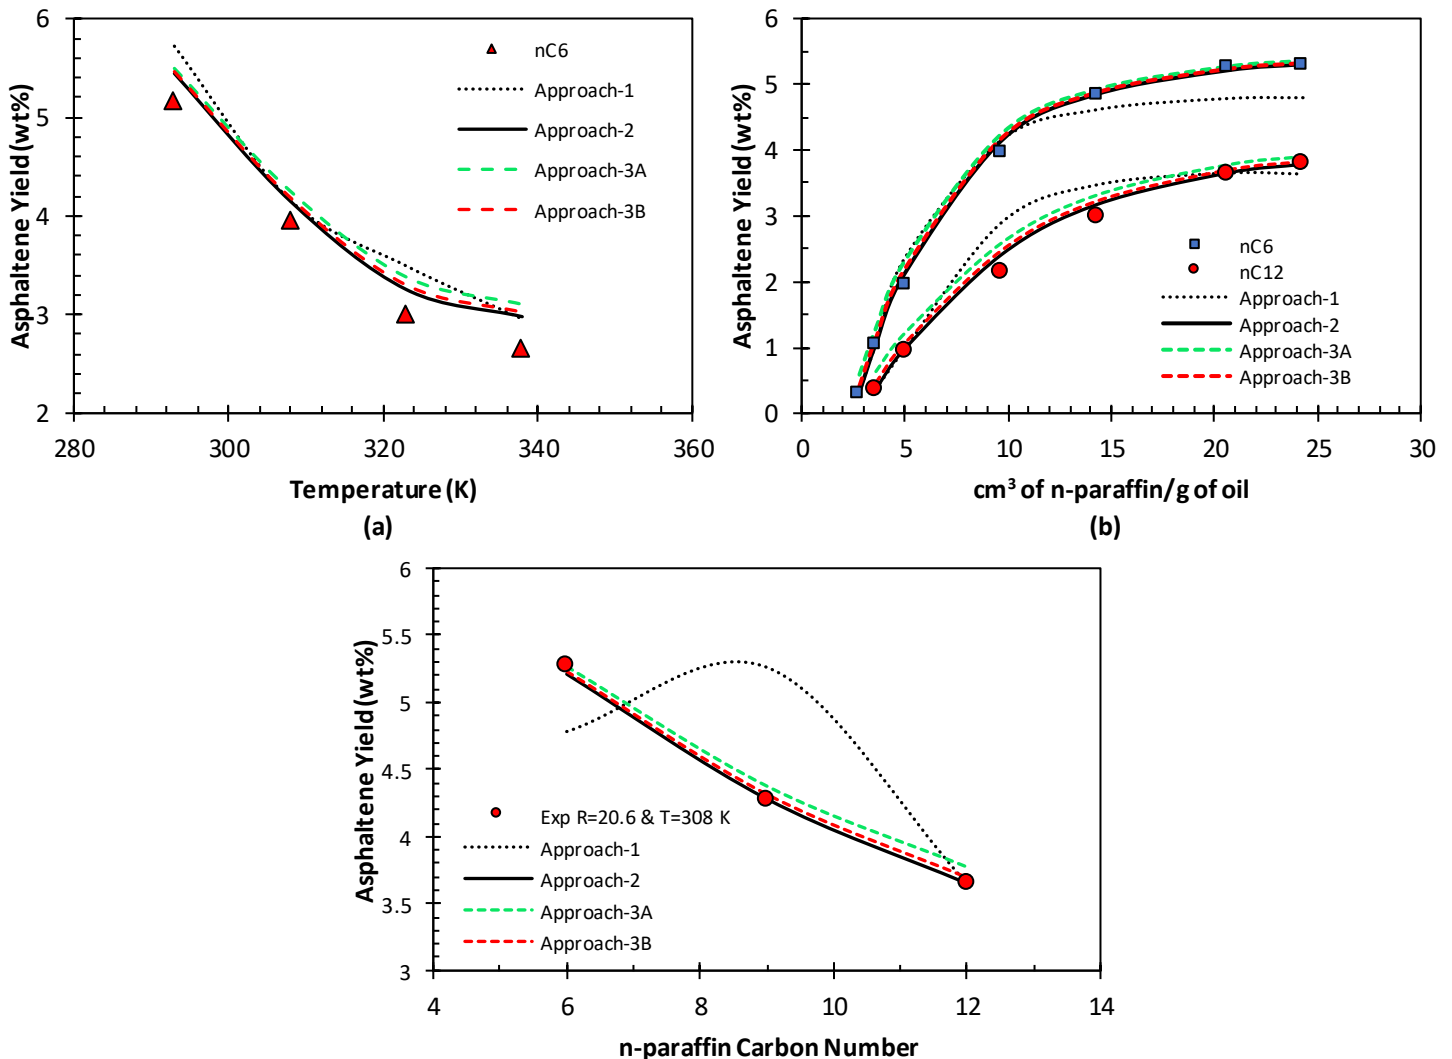 6
5
4
3
2
280
300
320
340
360
Asphaltene Yield (wt%)
Temperature (K)
(a)
nC6
Approach-1
Approach-2
Approach-3A
Approach-3B
6
5
4
3
2
1
0
0
5
10
15
20
25
30
Asphaltene Yield (wt%)
cm³ of n-paraffin/g of oil
(b)
nC6
nC12
Approach-1
Approach-2
Approach-3A
Approach-3B
6
5.5
5
4.5
4
3.5
3
4
6
8
10
12
14
Asphaltene Yield (wt%)
n-paraffin Carbon Number
Exp R=20.6 & T=308 K
Approach-1
Approach-2
Approach-3A
Approach-3B